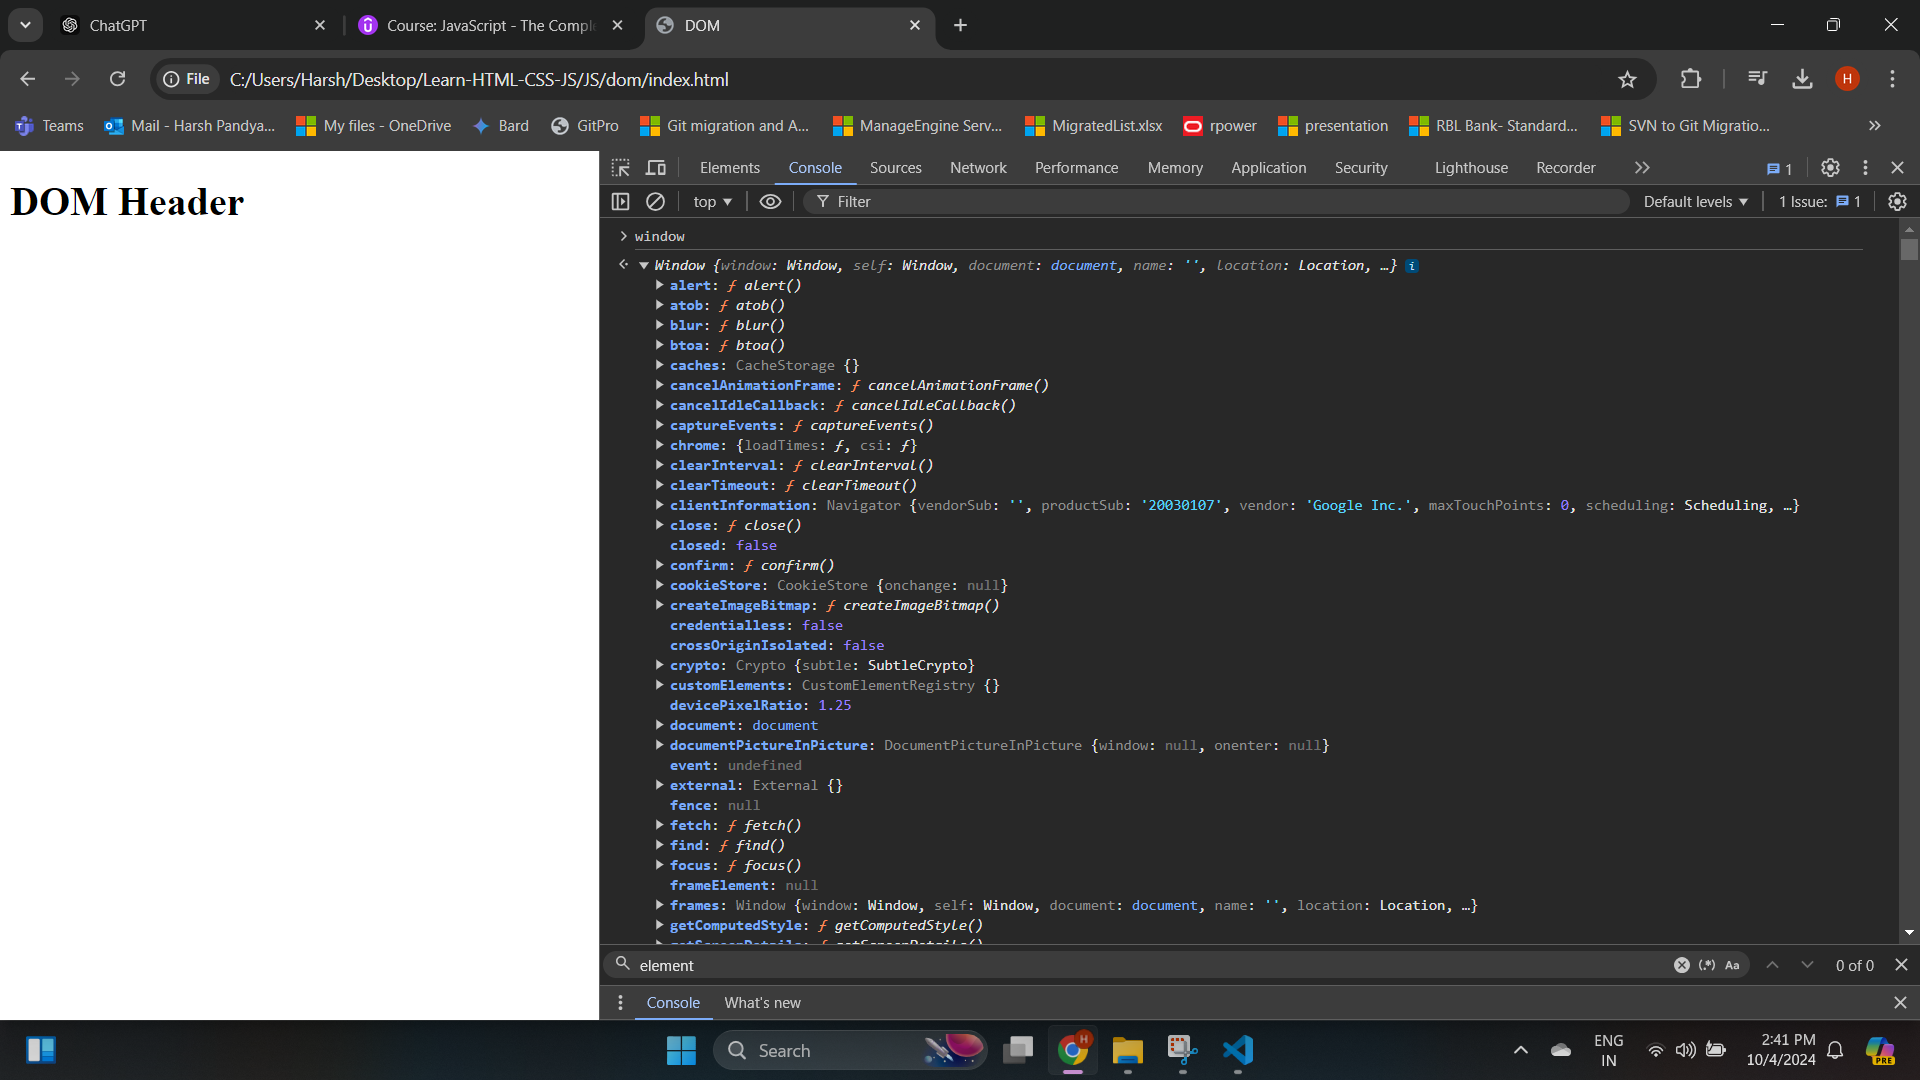 ChatGPT
Course: JavaScript - The Comple
DOM
File C:/Users/Harsh/Desktop/Learn-HTML-CSS-JS/JS/dom/index.html
H
Teams Mail - Harsh Pandya... My files - OneDrive Bard GitPro Git migration and A... ManageEngine Serv... MigratedList.xlsx rpower presentation RBL Bank- Standard... SVN to Git Migratio...
DOM Header
Elements Console Sources Network Performance Memory Application Security Lighthouse Recorder 1
top Filter Default levels 1 Issue: 1
window
Window {window: Window, self: Window, document: document, name: '', location: Location, …}
alert: ƒ alert()
atob: ƒ atob()
blur: ƒ blur()
btoa: ƒ btoa()
caches: CacheStorage {}
cancelAnimationFrame: ƒ cancelAnimationFrame()
cancelIdleCallback: ƒ cancelIdleCallback()
captureEvents: ƒ captureEvents()
chrome: {loadTimes: ƒ, csi: ƒ}
clearInterval: ƒ clearInterval()
clearTimeout: ƒ clearTimeout()
clientInformation: Navigator {vendorSub: '', productSub: '20030107', vendor: 'Google Inc.', maxTouchPoints: 0, scheduling: Scheduling, …}
close: ƒ close()
closed: false
confirm: ƒ confirm()
cookieStore: CookieStore {onchange: null}
createImageBitmap: ƒ createImageBitmap()
credentialless: false
crossOriginIsolated: false
crypto: Crypto {subtle: SubtleCrypto}
customElements: CustomElementRegistry {}
devicePixelRatio: 1.25
document: document
documentPictureInPicture: DocumentPictureInPicture {window: null, onenter: null}
event: undefined
external: External {}
fence: null
fetch: ƒ fetch()
find: ƒ find()
focus: ƒ focus()
frameElement: null
frames: Window {window: Window, self: Window, document: document, name: '', location: Location, …}
getComputedStyle: ƒ getComputedStyle()
getScreenDetails: ƒ getScreenDetails()
element (.*) Aa 0 of 0
Console What's new
Search
H
ENG
IN
2:41 PM
10/4/2024
PRE